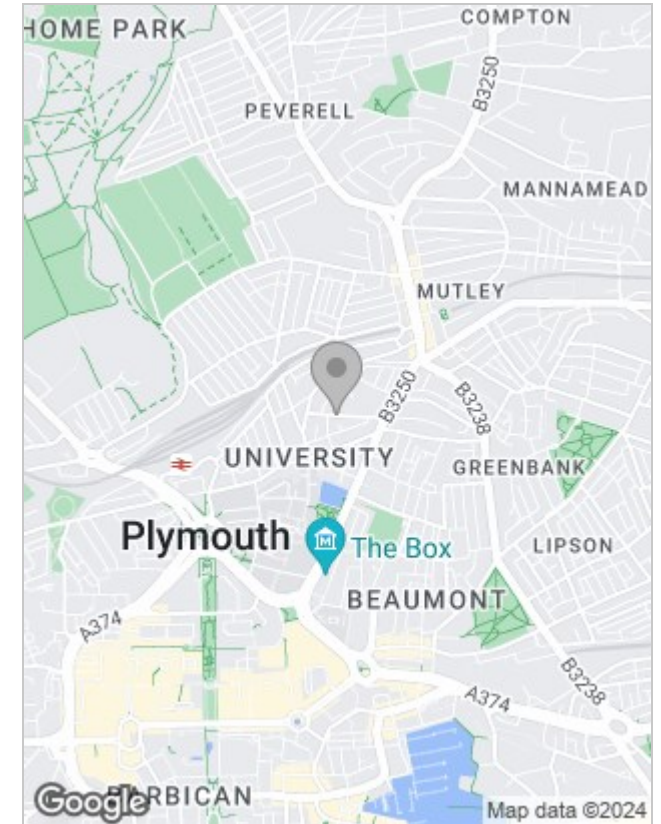 HOME PARK
COMPTON
B3250
PEVERELL
MANNAMEAD
MUTLEY
B3250
B3238
UNIVERSITY
GREENBANK
Plymouth
The Box
LIPSON
BEAUMONT
A374
B3238
A374
BARBICAN
Google
Map data ©2024